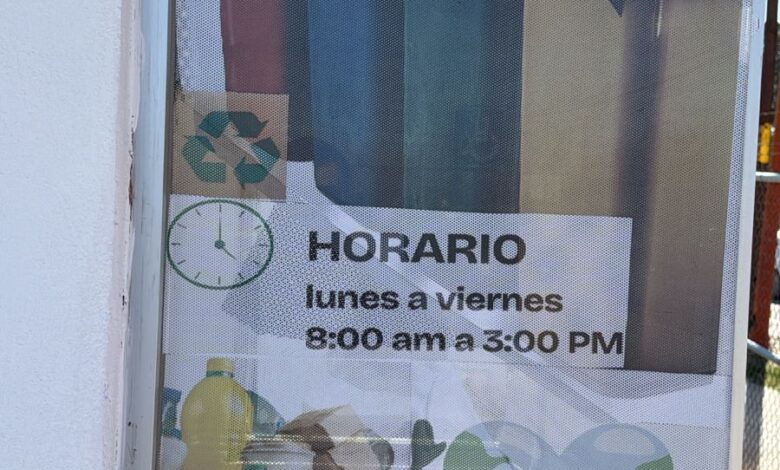 HORARIO
lunes a viernes
8:00 am a 3:00 PM